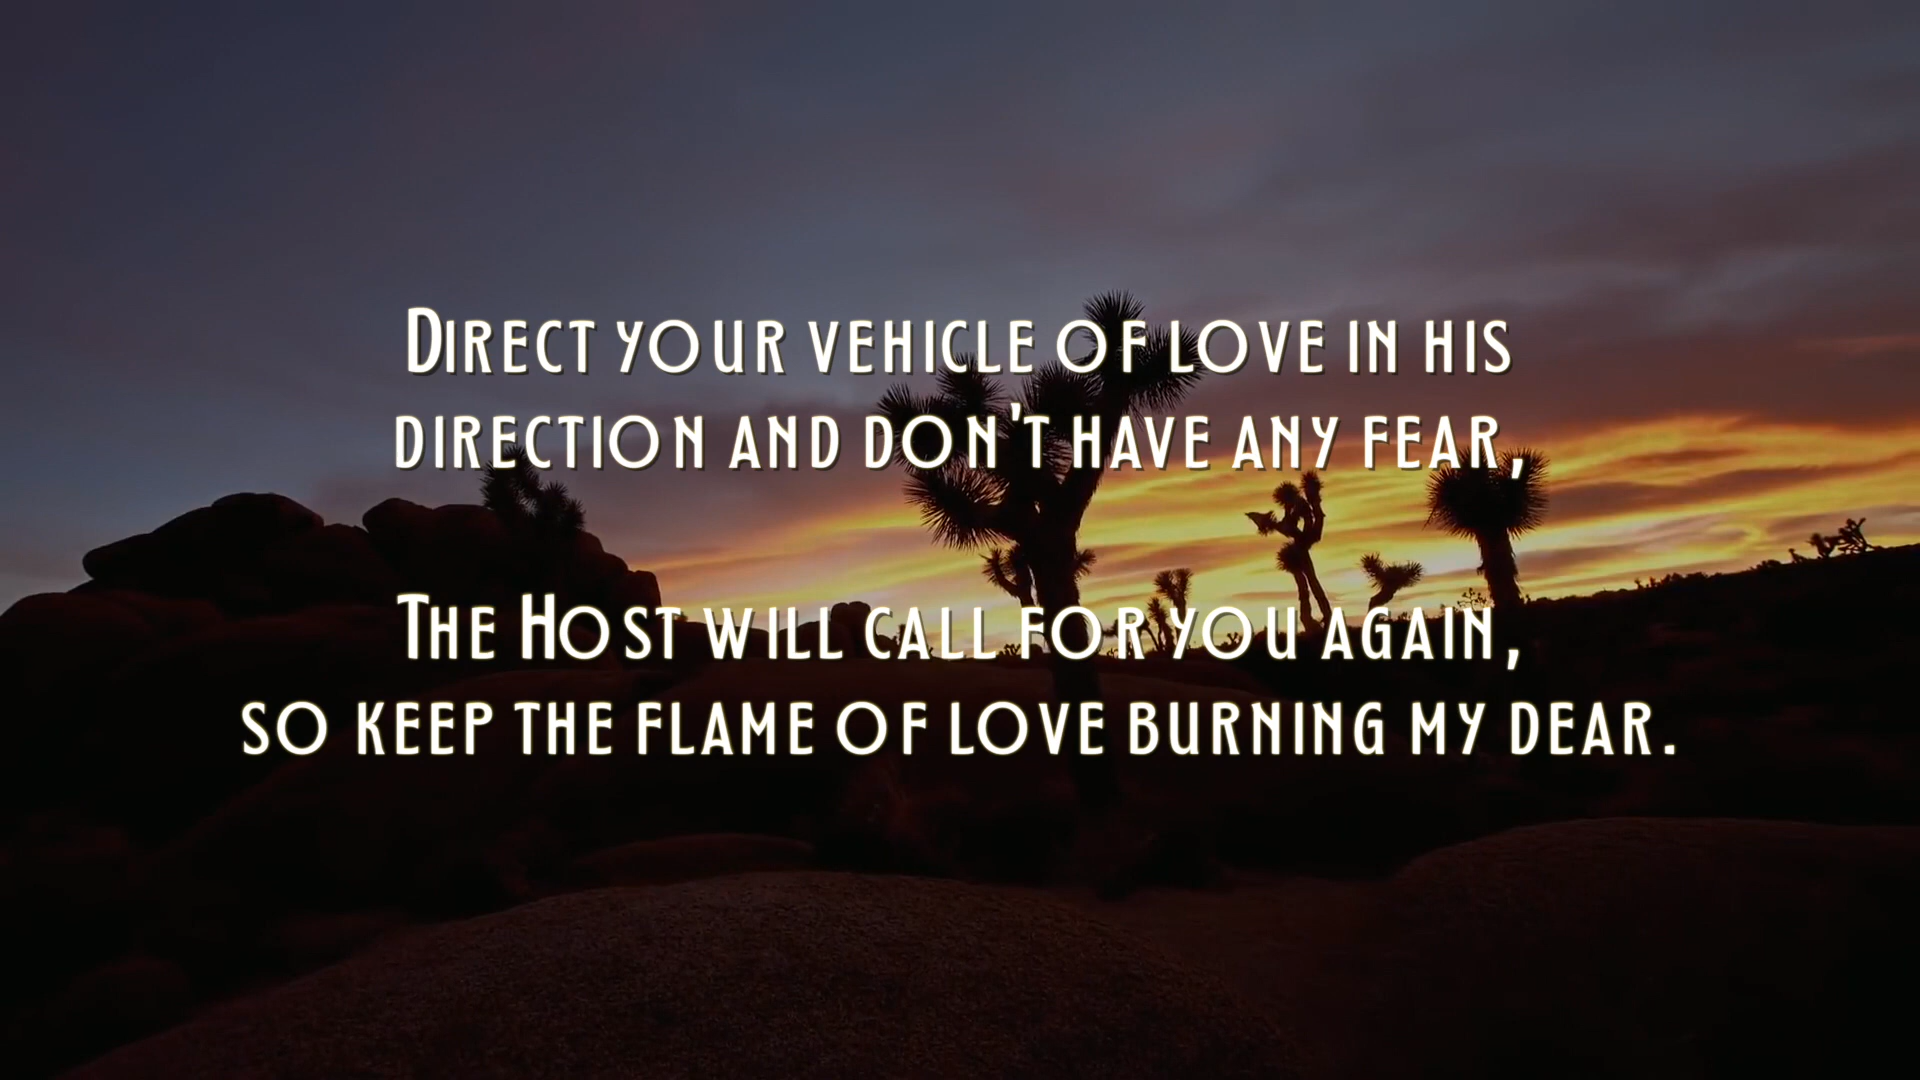 Direct your vehicle of love in his
direction and don't have any fear,
The Host will call for you again,
so keep the flame of love burning my dear.